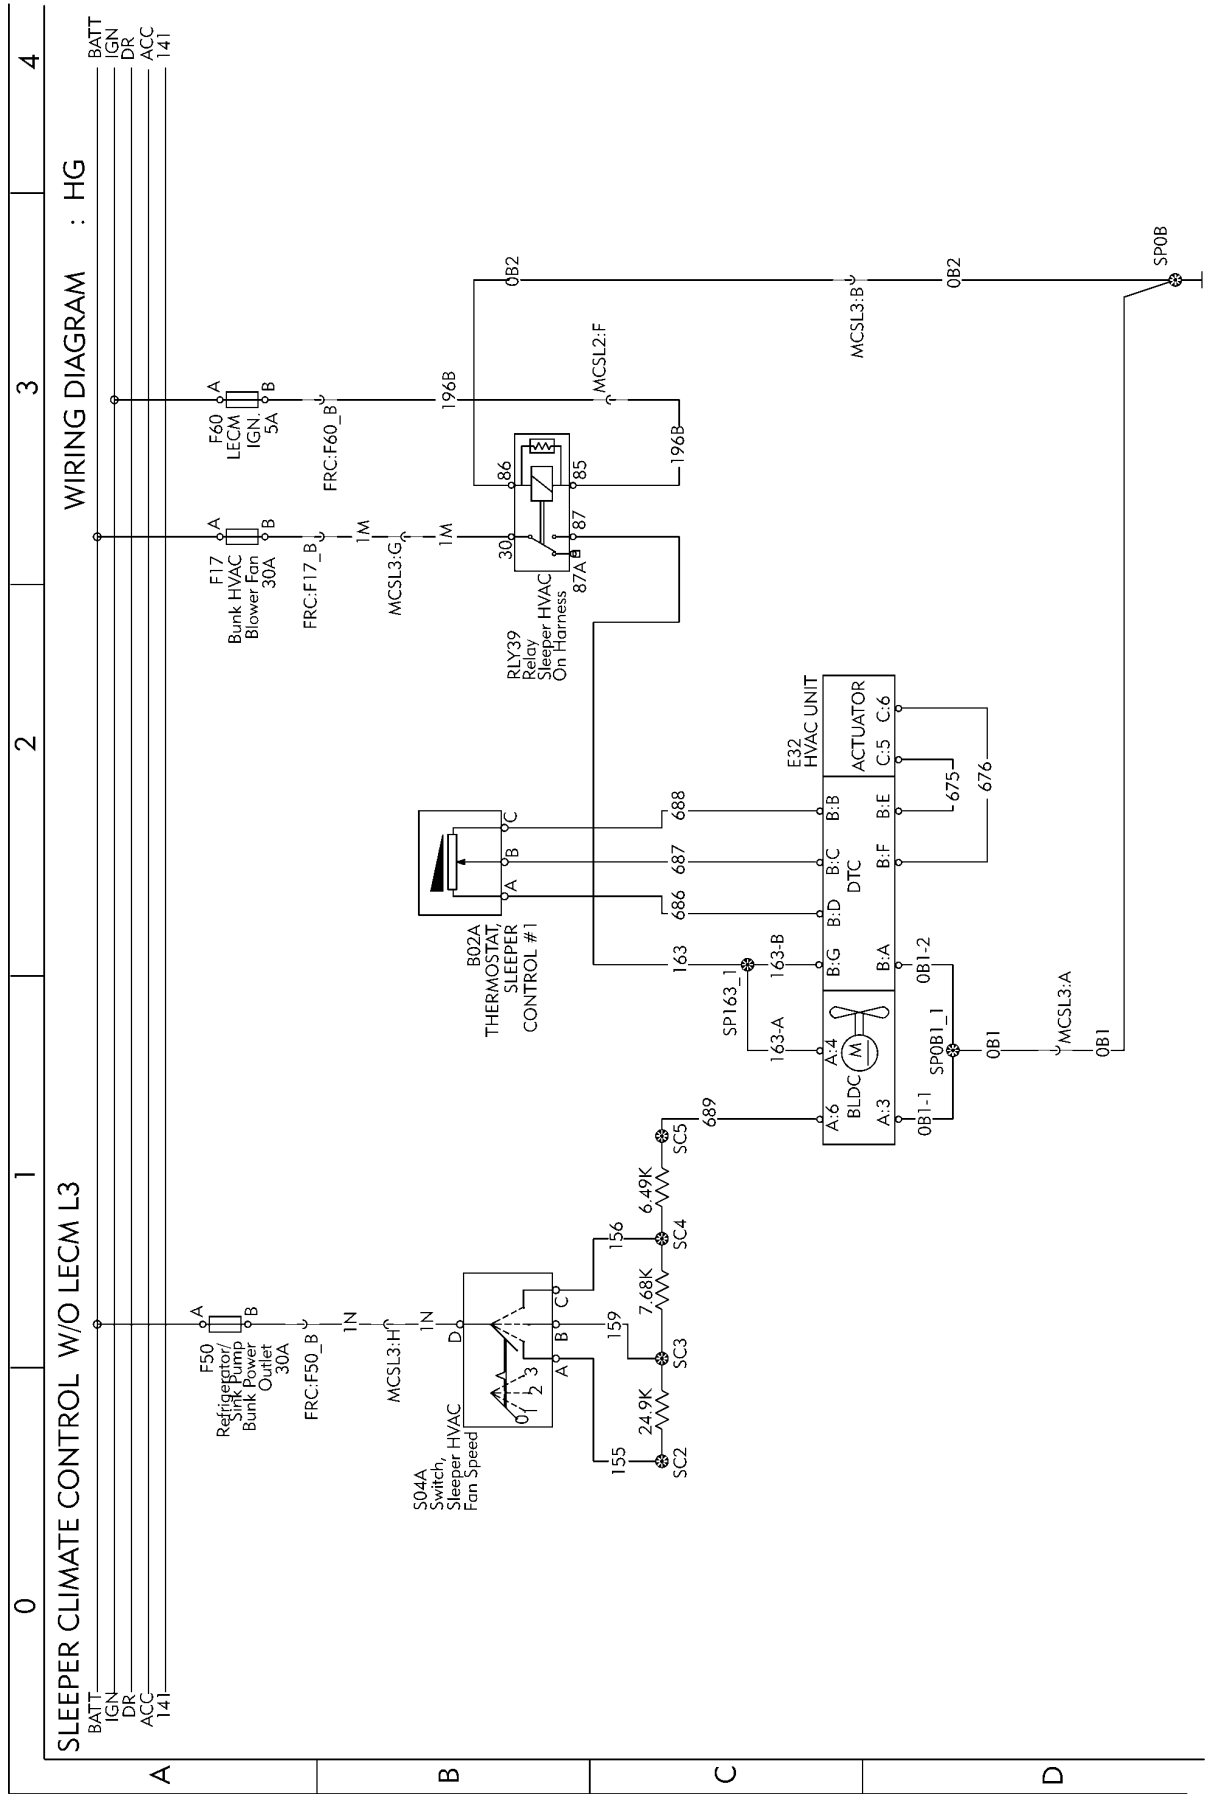 0
1
2
3
4
SLEEPER CLIMATE CONTROL W/O LECM L3
WIRING DIAGRAM : HG
BATT
IGN
DR
ACC
141
BATT
IGN
DR
ACC
141
A
B
C
D
A
F50
Refrigerator/
Sink Pump
Bunk Power
Outlet
30A
B
FRC:F50_B
1N
MCSL3:H
1N
D
S04A
Switch,
Sleeper HVAC
Fan Speed
0
1
2
3
A
B
C
155
159
156
SC2
24.9K
SC3
7.68K
SC4
6.49K
SC5
689
A
F17
Bunk HVAC
Blower Fan
30A
B
FRC:F17_B
1M
MCSL3:G
1M
A
F60
LECM
IGN.
5A
B
FRC:F60_B
196B
MCSL2:F
196B
30
86
87A
87
85
RLY39
Relay
Sleeper HVAC
On Harness
0B2
MCSL3:B
0B2
SP0B
B02A
THERMOSTAT,
SLEEPER
CONTROL #1
A
B
C
686
687
688
163
SP163_1
163-A
163-B
E32
HVAC UNIT
A:6
A:4
B:G
B:D
B:C
B:B
BLDC
M
DTC
ACTUATOR
A:3
B:A
B:F
B:E
C:5
C:6
0B1-1
0B1-2
SP0B1_1
675
676
0B1
MCSL3:A
0B1